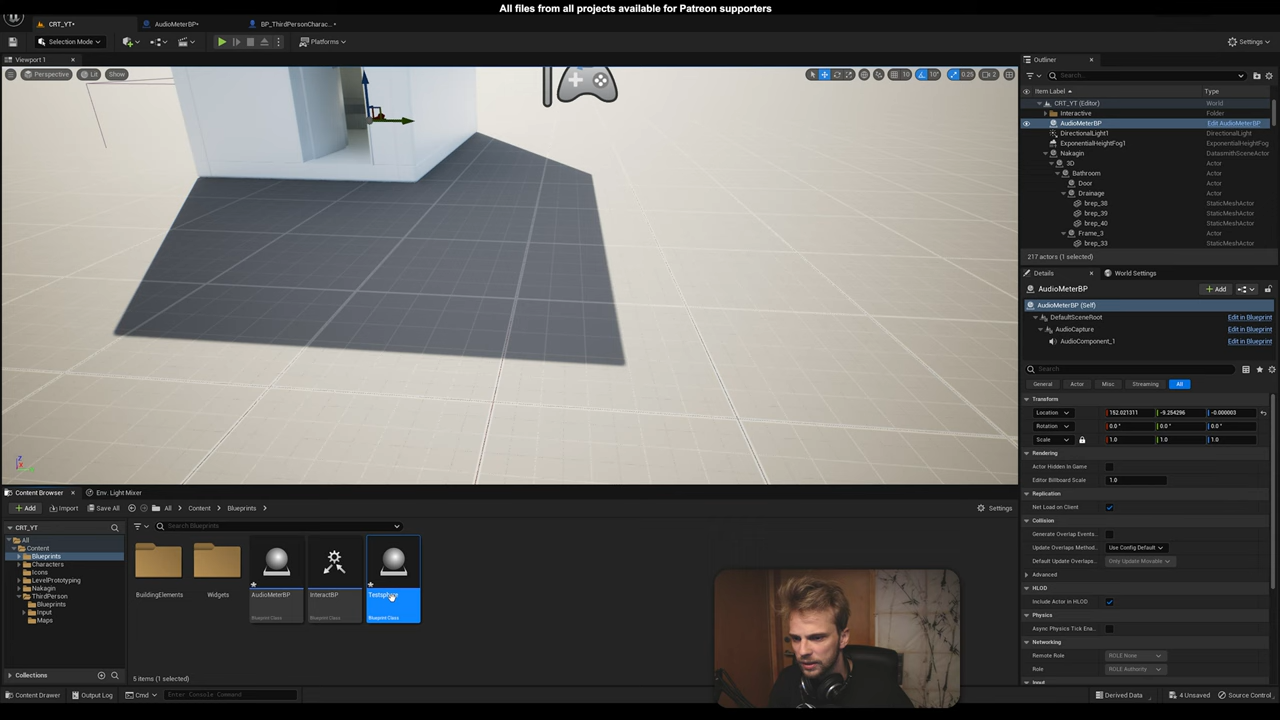 All files from all projects available for Patreon supporters
CRT_YT*
AudioMeterBP*
BP_ThirdPersonCharac...*
Selection Mode
Platforms
Settings
Viewport 1
Perspective
Lit
Show
10
10°
0.25
2
Outliner
Search...
Item Label
Type
CRT_YT (Editor)
World
Interactive
Folder
AudioMeterBP
Edit AudioMeterBP
DirectionalLight1
DirectionalLight
ExponentialHeightFog1
ExponentialHeightFog
Nakagin
DatasmithSceneActor
3D
Actor
Bathroom
Actor
Door
Actor
Drainage
Actor
brep_38
StaticMeshActor
brep_39
StaticMeshActor
brep_40
StaticMeshActor
Frame_3
Actor
brep_33
StaticMeshActor
217 actors (1 selected)
Details
World Settings
AudioMeterBP
Add
AudioMeterBP (Self)
DefaultSceneRoot
Edit in Blueprint
AudioCapture
Edit in Blueprint
AudioComponent_1
Edit in Blueprint
Search
General
Actor
Misc
Streaming
All
Transform
Location
152.021311
-9.254296
-0.000003
Rotation
0.0°
0.0°
0.0°
Scale
1.0
1.0
1.0
Rendering
Actor Hidden In Game
Editor Billboard Scale
1.0
Replication
Net Load on Client
Collision
Generate Overlap Events...
Update Overlaps Method...
Use Config Default
Default Update Overlaps...
Only Update Movable
Advanced
HLOD
Include Actor in HLOD
Physics
Async Physics Tick Ena...
Networking
Remote Role
ROLE None
Role
ROLE Authority
Input
Content Browser
Env. Light Mixer
Add
Import
Save All
All
Content
Blueprints
Settings
CRT_YT
Search Blueprints
All
Content
Blueprints
Characters
Icons
LevelPrototyping
Nakagin
ThirdPerson
Blueprints
Input
Maps
BuildingElements
Widgets
AudioMeterBP
Blueprint Class
InteractBP
Blueprint Class
Testsphere
Blueprint Class
Collections
5 items (1 selected)
Content Drawer
Output Log
Cmd
Enter Console Command
Derived Data
4 Unsaved
Source Control